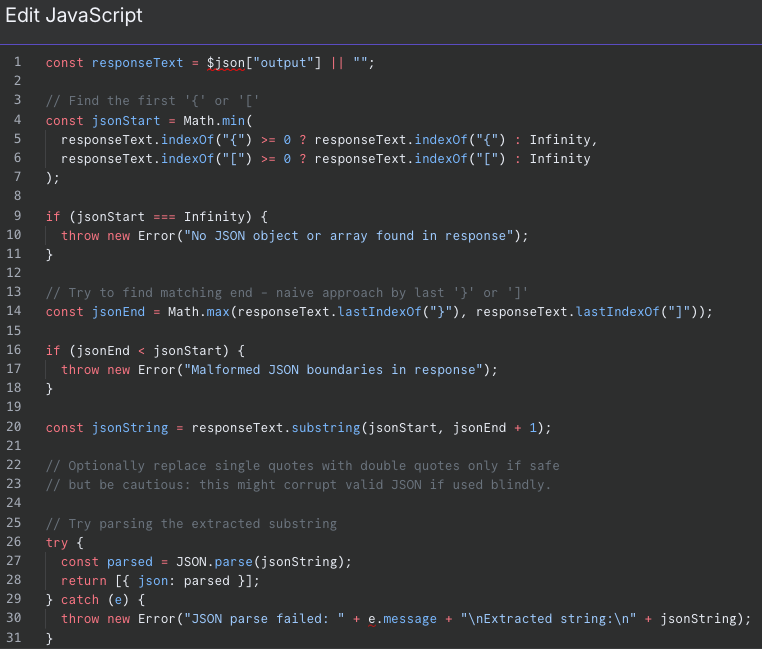 Edit JavaScript
1 const responseText = $json["output"] || "";
2
3 // Find the first '{' or '['
4 const jsonStart = Math.min(
5   responseText.indexOf("{") >= 0 ? responseText.indexOf("{") : Infinity,
6   responseText.indexOf("[") >= 0 ? responseText.indexOf("[") : Infinity
7 );
8
9 if (jsonStart === Infinity) {
10   throw new Error("No JSON object or array found in response");
11 }
12
13 // Try to find matching end – naive approach by last '}' or ']'
14 const jsonEnd = Math.max(responseText.lastIndexOf("}"), responseText.lastIndexOf("]"));
15
16 if (jsonEnd < jsonStart) {
17   throw new Error("Malformed JSON boundaries in response");
18 }
19
20 const jsonString = responseText.substring(jsonStart, jsonEnd + 1);
21
22 // Optionally replace single quotes with double quotes only if safe
23 // but be cautious: this might corrupt valid JSON if used blindly.
24
25 // Try parsing the extracted substring
26 try {
27   const parsed = JSON.parse(jsonString);
28   return [{ json: parsed }];
29 } catch (e) {
30   throw new Error("JSON parse failed: " + e.message + "\nExtracted string:\n" + jsonString);
31 }